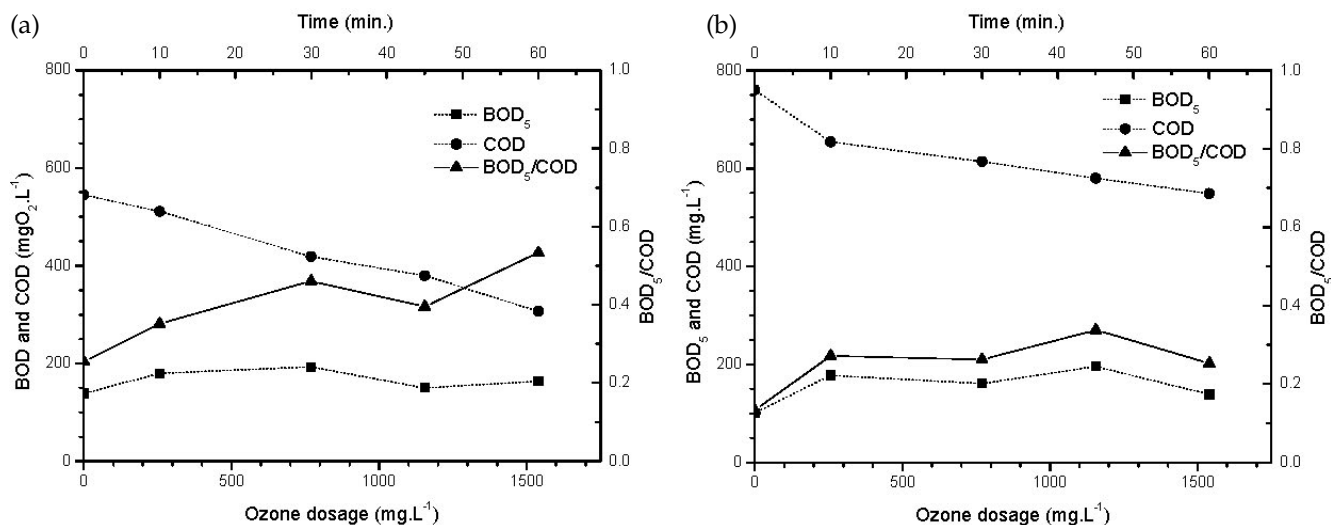 (a)
Time (min.)
0 10 20 30 40 50 60
800
600
400
200
0
BOD and COD (mgO₂.L⁻¹)
BOD₅
COD
BOD₅/COD
1.0
0.8
0.6
0.4
0.2
0.0
BOD₅/COD
0 500 1000 1500
Ozone dosage (mg.L⁻¹)
(b)
Time (min.)
0 10 20 30 40 50 60
800
600
400
200
0
BOD₅ and COD (mg.L⁻¹)
BOD₅
COD
BOD₅/COD
1.0
0.8
0.6
0.4
0.2
0.0
BOD₅/COD
0 500 1000 1500
Ozone dosage (mg.L⁻¹)